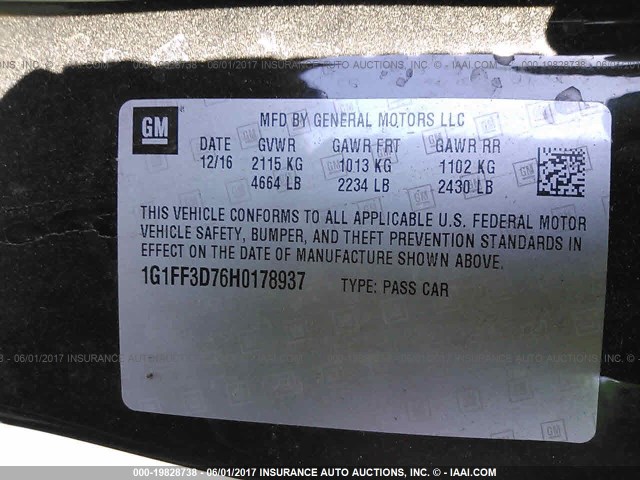 GM
MFD BY GENERAL MOTORS LLC
DATE GVWR GAWR FRT GAWR RR
12/16 2115 KG 1013 KG 1102 KG
4664 LB 2234 LB 2430 LB
THIS VEHICLE CONFORMS TO ALL APPLICABLE U.S. FEDERAL MOTOR
VEHICLE SAFETY, BUMPER, AND THEFT PREVENTION STANDARDS IN
EFFECT ON THE DATE OF MANUFACTURE SHOWN ABOVE.
1G1FF3D76H0178937 TYPE: PASS CAR
000-19828738 - 06/01/2017 INSURANCE AUTO AUCTIONS, INC. - © IAAI.COM